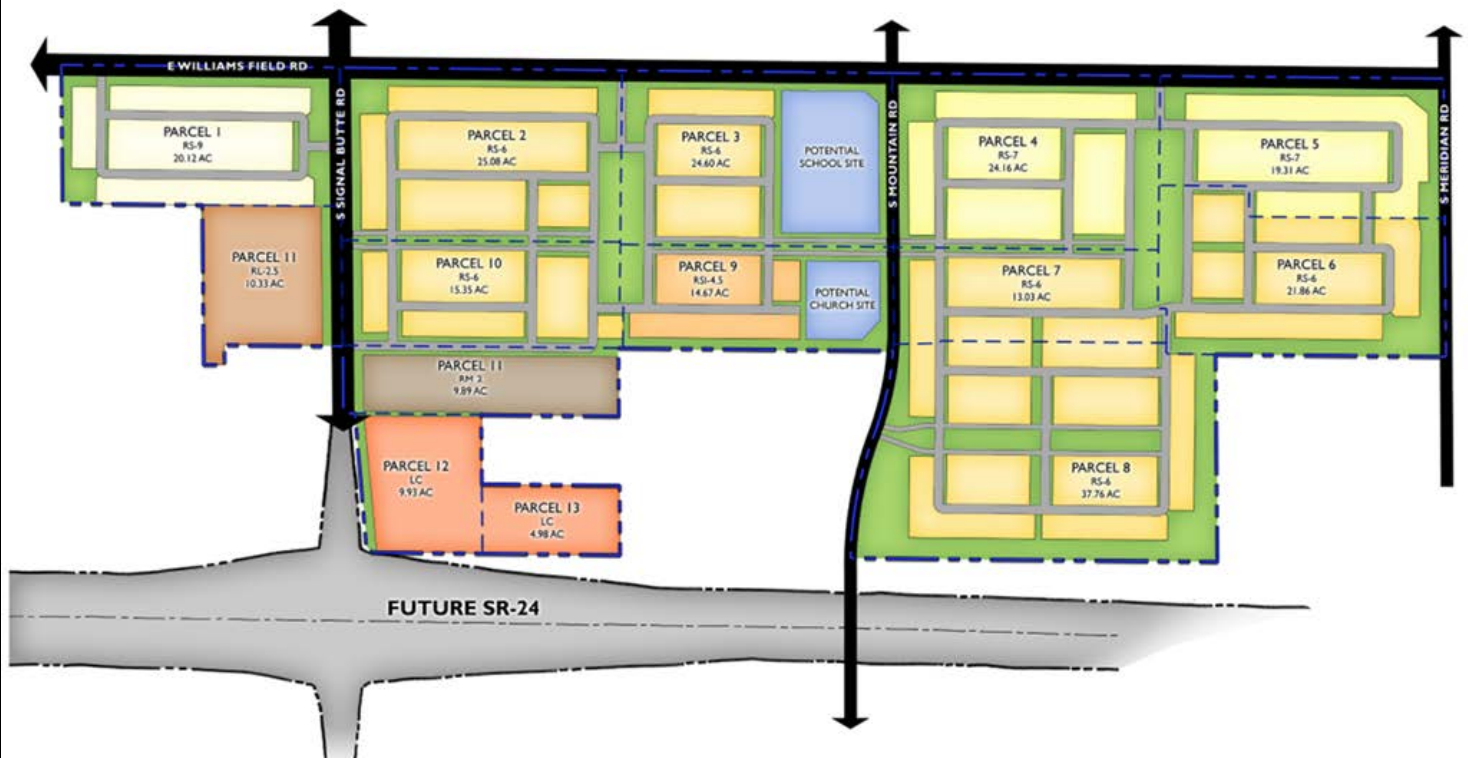 E WILLIAMS FIELD RD
S SIGNAL BUTTE RD
S MOUNTAIN RD
S MERIDIAN RD
PARCEL 1
RS-9
20.12 AC
PARCEL 2
RS-6
25.08 AC
PARCEL 3
RS-6
24.60 AC
POTENTIAL
SCHOOL SITE
PARCEL 4
RS-7
24.16 AC
PARCEL 5
RS-7
19.31 AC
PARCEL 11
RL-2.5
10.33 AC
PARCEL 10
RS-6
15.35 AC
PARCEL 9
RSL-4.5
14.67 AC
POTENTIAL
CHURCH SITE
PARCEL 7
RS-6
13.03 AC
PARCEL 6
RS-6
21.86 AC
PARCEL 11
RM 2
9.89 AC
PARCEL 12
LC
9.93 AC
PARCEL 13
LC
4.98 AC
PARCEL 8
RS-6
37.76 AC
FUTURE SR-24